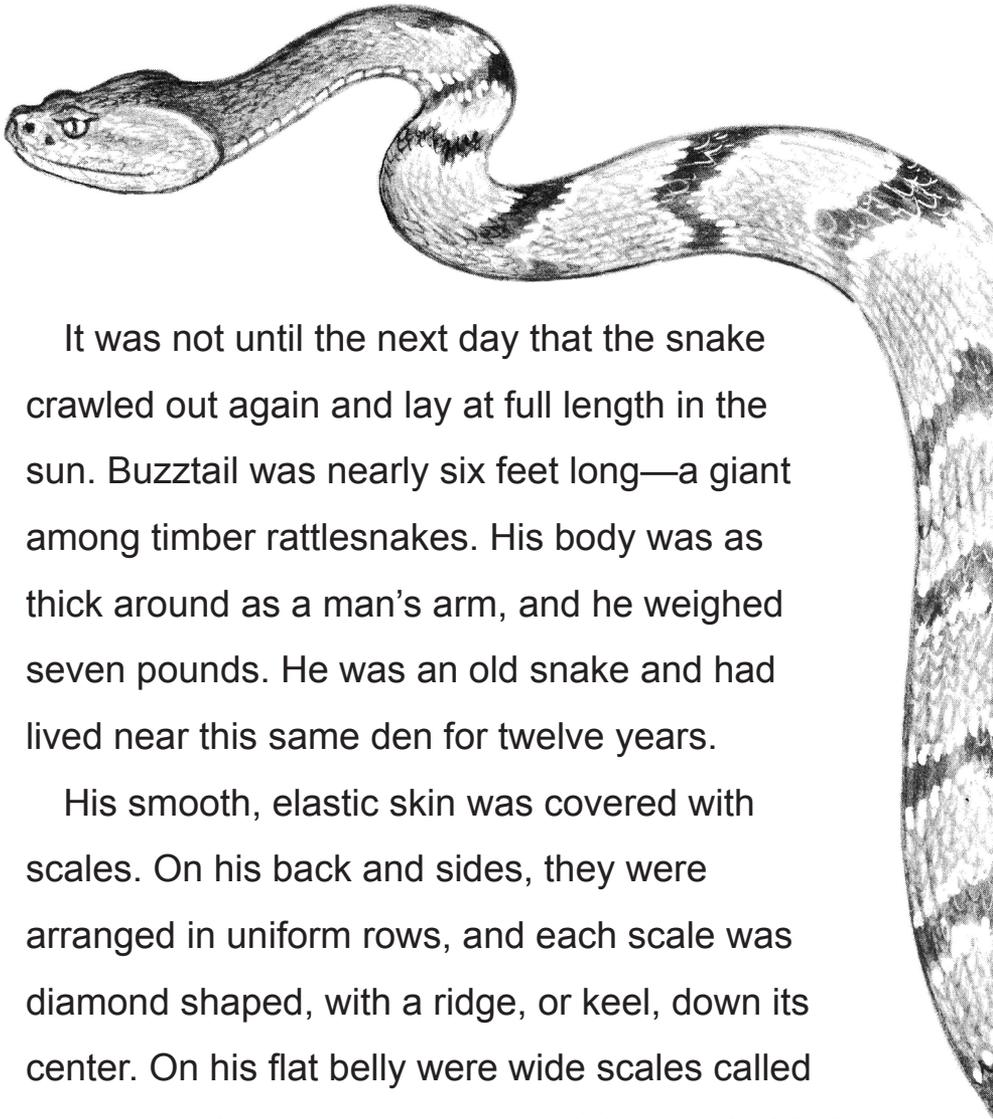 It was not until the next day that the snake
crawled out again and lay at full length in the
sun. Buzztail was nearly six feet long—a giant
among timber rattlesnakes. His body was as
thick around as a man’s arm, and he weighed
seven pounds. He was an old snake and had
lived near this same den for twelve years.
His smooth, elastic skin was covered with
scales. On his back and sides, they were
arranged in uniform rows, and each scale was
diamond shaped, with a ridge, or keel, down its
center. On his flat belly were wide scales called